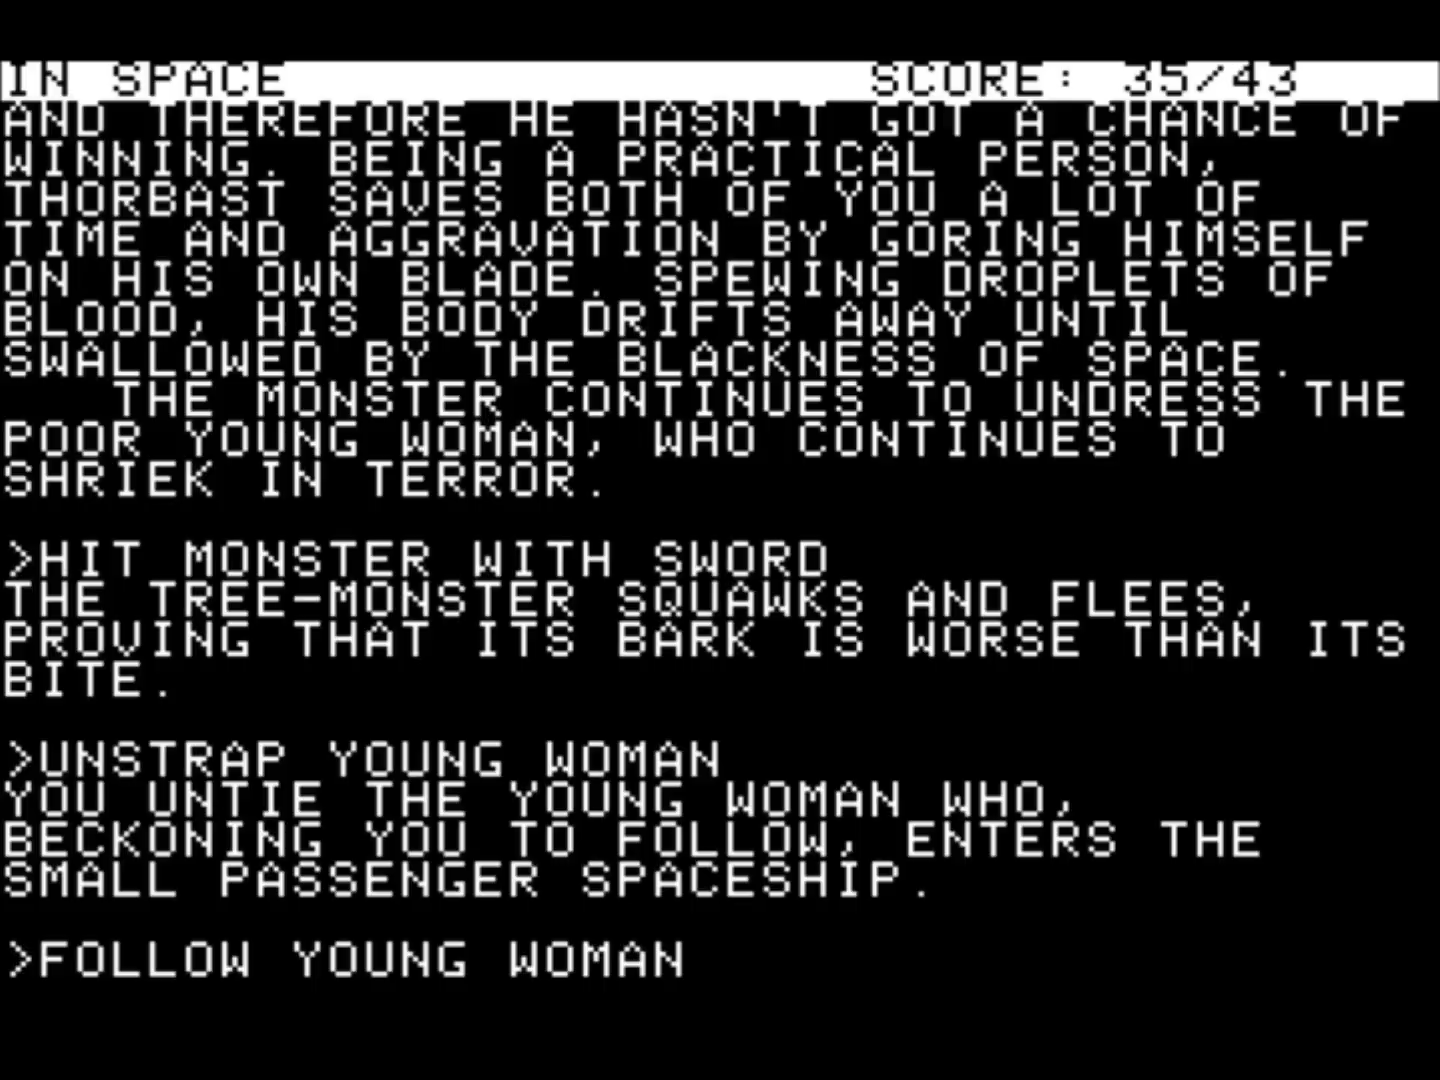 IN SPACE SCORE: 35/43
AND THEREFORE HE HASN'T GOT A CHANCE OF
WINNING. BEING A PRACTICAL PERSON,
THORBAST SAVES BOTH OF YOU A LOT OF
TIME AND AGGRAVATION BY GORING HIMSELF
ON HIS OWN BLADE. SPEWING DROPLETS OF
BLOOD, HIS BODY DRIFTS AWAY UNTIL
SWALLOWED BY THE BLACKNESS OF SPACE.
THE MONSTER CONTINUES TO UNDRESS THE
POOR YOUNG WOMAN, WHO CONTINUES TO
SHRIEK IN TERROR.
>HIT MONSTER WITH SWORD
THE TREE-MONSTER SQUAWKS AND FLEES,
PROVING THAT ITS BARK IS WORSE THAN ITS
BITE.
>UNSTRAP YOUNG WOMAN
YOU UNTIE THE YOUNG WOMAN WHO,
BECKONING YOU TO FOLLOW, ENTERS THE
SMALL PASSENGER SPACESHIP.
>FOLLOW YOUNG WOMAN